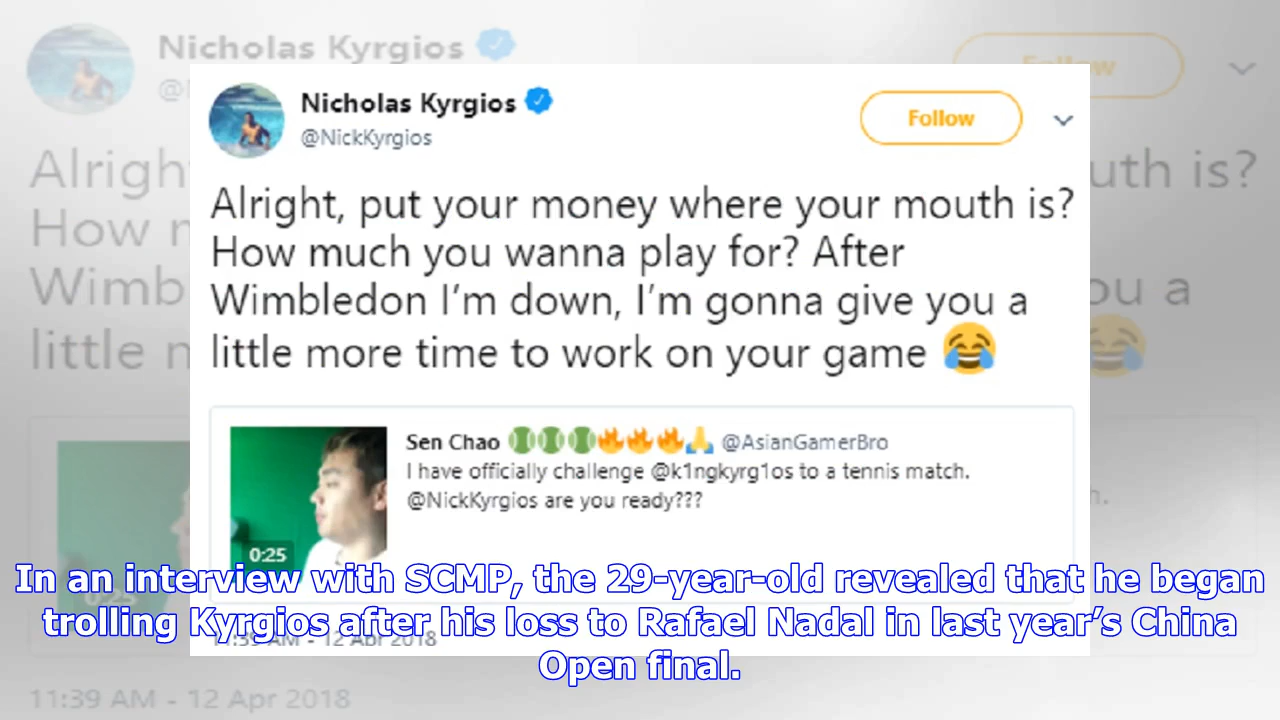 Nicholas Kyrgios
@NickKyrgios
Follow
Alright, put your money where your mouth is?
How much you wanna play for? After
Wimbledon I'm down, I'm gonna give you a
little more time to work on your game 😂
Sen Chao 🎾🎾🎾🔥🔥🔥🙏 @AsianGamerBro
I have officially challenge @k1ngkyrg1os to a tennis match.
@NickKyrgios are you ready???
0:25
In an interview with SCMP, the 29-year-old revealed that he began
trolling Kyrgios after his loss to Rafael Nadal in last year’s China
Open final.
11:39 AM - 12 Apr 2018